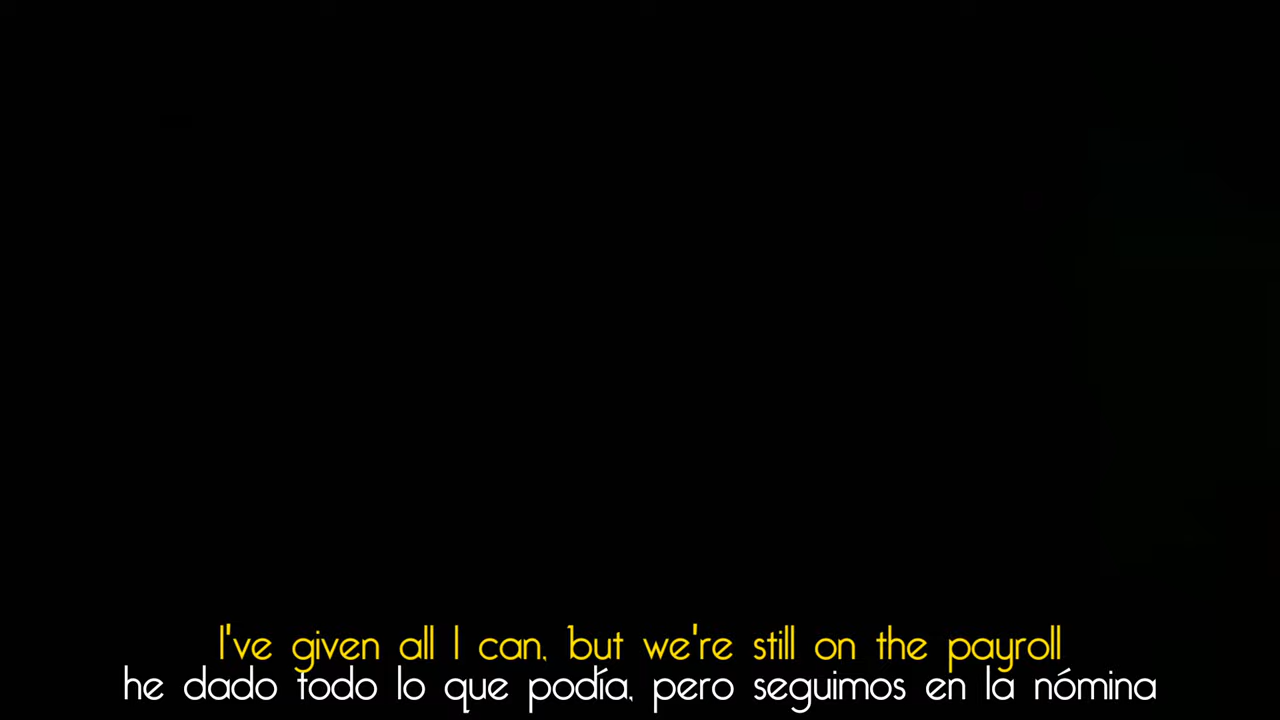 I've given all I can, but we're still on the payroll
he dado todo lo que podía, pero seguimos en la nómina